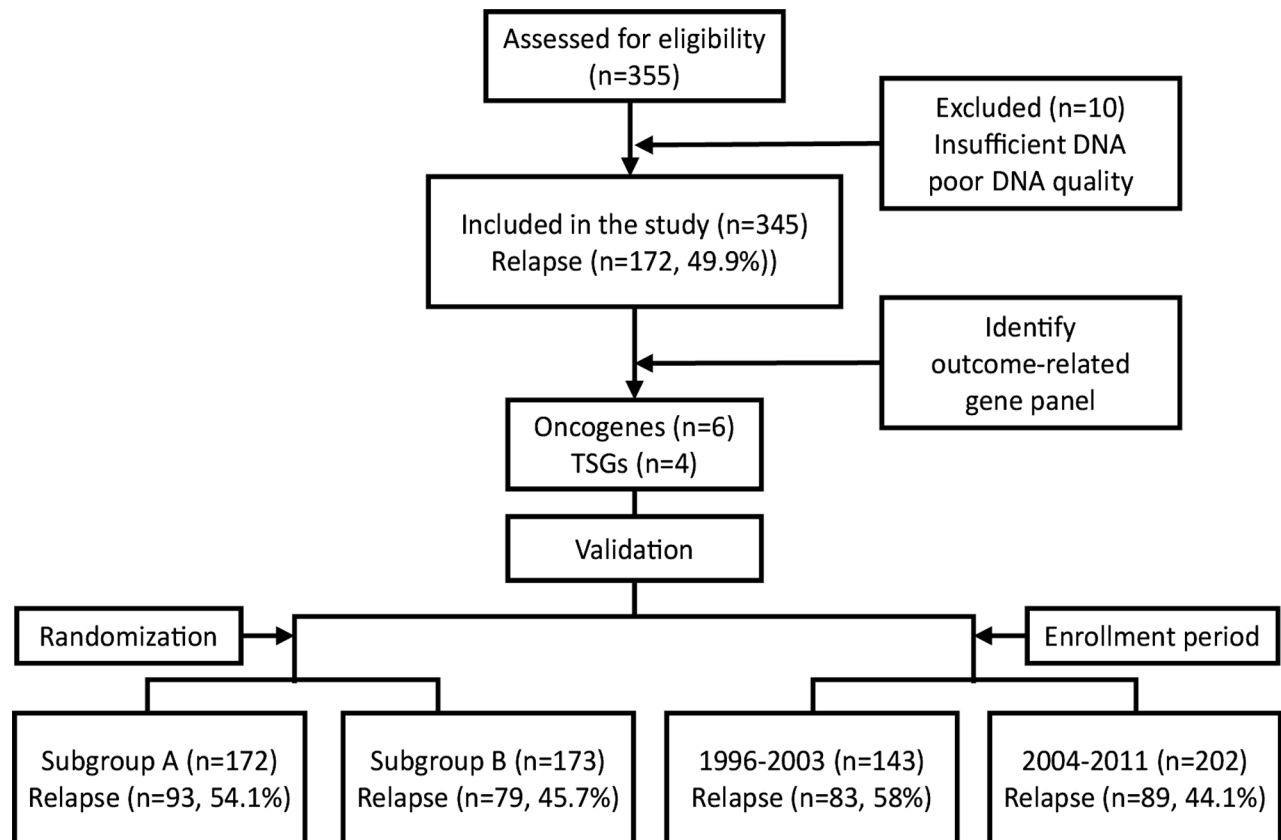 Assessed for eligibility
(n=355)
Excluded (n=10)
Insufficient DNA
poor DNA quality
Included in the study (n=345)
Relapse (n=172, 49.9%))
Identify
outcome-related
gene panel
Oncogenes (n=6)
TSGs (n=4)
Validation
Randomization
Enrollment period
Subgroup A (n=172)
Relapse (n=93, 54.1%)
Subgroup B (n=173)
Relapse (n=79, 45.7%)
1996-2003 (n=143)
Relapse (n=83, 58%)
2004-2011 (n=202)
Relapse (n=89, 44.1%)